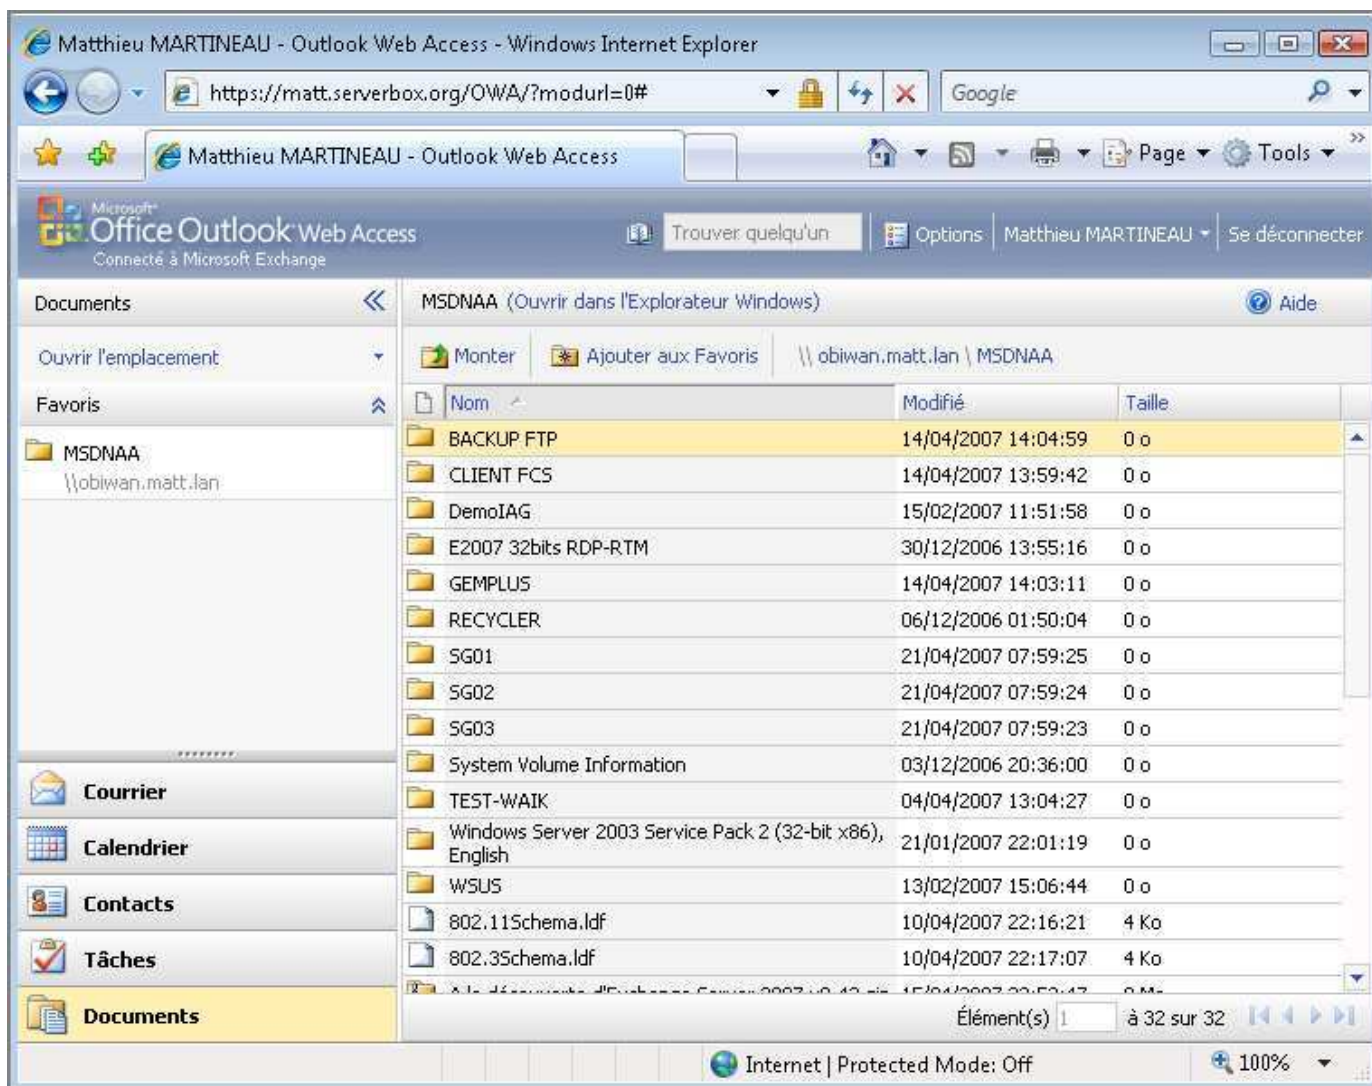 Matthieu MARTINEAU - Outlook Web Access - Windows Internet Explorer
https://matt.serverbox.org/OWA/?modurl=0#
Google
Matthieu MARTINEAU - Outlook Web Access
Page
Tools
Microsoft
Office Outlook Web Access
Connecté à Microsoft Exchange
Trouver quelqu'un
Options
Matthieu MARTINEAU
Se déconnecter
Documents
MSDNAA (Ouvrir dans l'Explorateur Windows)
Aide
Ouvrir l'emplacement
Monter
Ajouter aux Favoris
\\ obiwan.matt.lan \ MSDNAA
Favoris
MSDNAA
\\obiwan.matt.lan
Nom Modifié Taille
BACKUP FTP 14/04/2007 14:04:59 0 o
CLIENT FCS 14/04/2007 13:59:42 0 o
DemoIAG 15/02/2007 11:51:58 0 o
E2007 32bits RDP-RTM 30/12/2006 13:55:16 0 o
GEMPLUS 14/04/2007 14:03:11 0 o
RECYCLER 06/12/2006 01:50:04 0 o
SG01 21/04/2007 07:59:25 0 o
SG02 21/04/2007 07:59:24 0 o
SG03 21/04/2007 07:59:23 0 o
System Volume Information 03/12/2006 20:36:00 0 o
TEST-WAIK 04/04/2007 13:04:27 0 o
Windows Server 2003 Service Pack 2 (32-bit x86),
English 21/01/2007 22:01:19 0 o
WSUS 13/02/2007 15:06:44 0 o
802.11Schema.ldf 10/04/2007 22:16:21 4 Ko
802.3Schema.ldf 10/04/2007 22:17:07 4 Ko
Courrier
Calendrier
Contacts
Tâches
Documents
Élément(s) 1 à 32 sur 32
Internet | Protected Mode: Off
100%